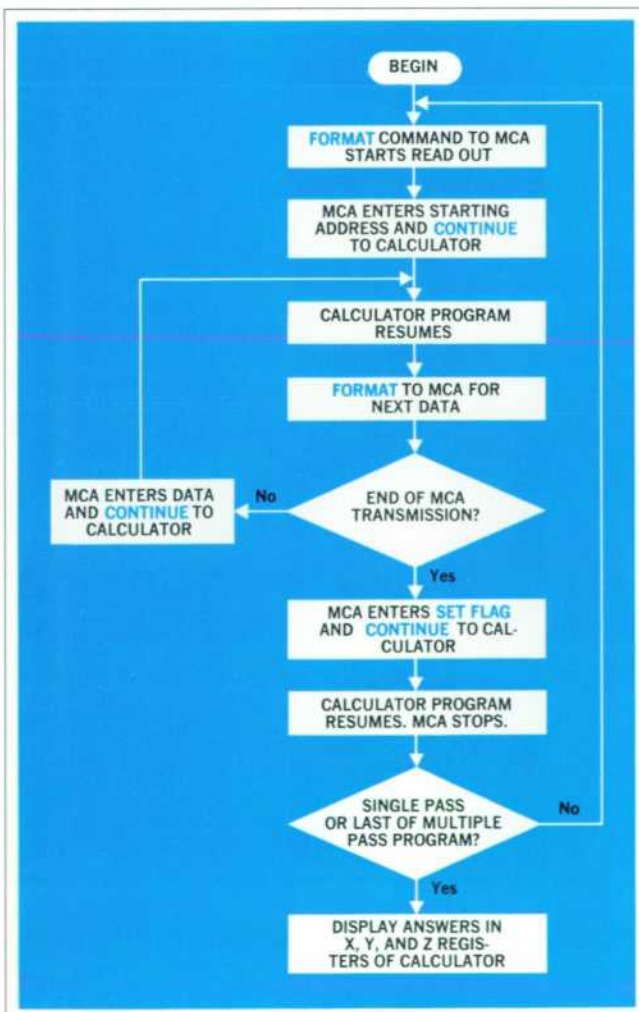 BEGIN
FORMAT COMMAND TO MCA
STARTS READ OUT
MCA ENTERS STARTING
ADDRESS AND CONTINUE
TO CALCULATOR
CALCULATOR PROGRAM
RESUMES
FORMAT TO MCA FOR
NEXT DATA
END OF MCA
TRANSMISSION?
No
MCA ENTERS DATA
AND CONTINUE TO
CALCULATOR
Yes
MCA ENTERS SET FLAG
AND CONTINUE TO CAL-
CULATOR
CALCULATOR PROGRAM
RESUMES. MCA STOPS.
SINGLE PASS
OR LAST OF MULTIPLE
PASS PROGRAM?
No
Yes
DISPLAY ANSWERS IN
X, Y, AND Z REGIS-
TERS OF CALCULATOR